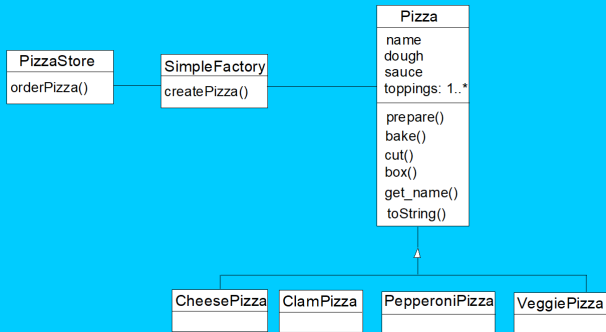 PizzaStore
orderPizza()
SimpleFactory
createPizza()
Pizza
name
dough
sauce
toppings: 1..*
prepare()
bake()
cut()
box()
get_name()
toString()
CheesePizza
ClamPizza
PepperoniPizza
VeggiePizza